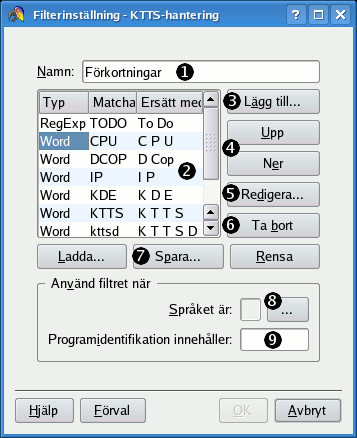 Filterinställning - KTTS-hantering
Namn: Förkortningar 1
Typ Matcha Ersätt med
RegExp TODO To Do
Word CPU C P U
Word DCOP D Cop
Word IP I P
Word KDE K D E
Word KTTS K T T S
Word kttsd K T T S D
2
3 Lägg till...
Upp
4
Ner
5 Redigera...
6 Ta bort
Ladda... 7 Spara... Rensa
Använd filtret när
Språket är: 8 ...
Programidentifikation innehåller: 9
Hjälp Förval OK Avbryt